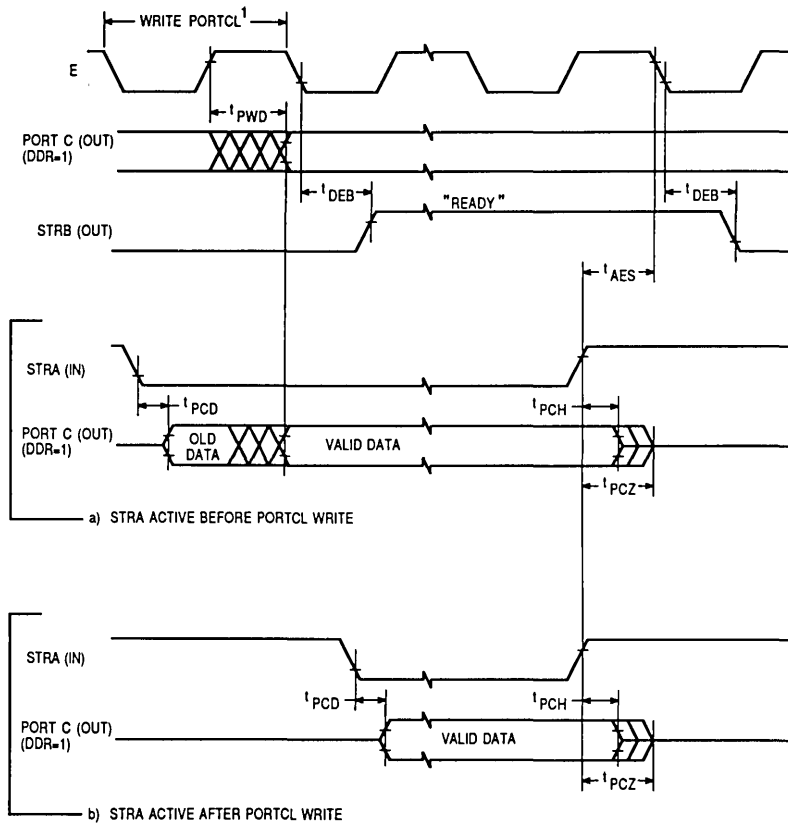 WRITE PORTCL1
E
tPWD
PORT C (OUT)
(DDR=1)
tDEB
"READY"
tDEB
STRB (OUT)
tAES
STRA (IN)
tPCD
tPCH
PORT C (OUT)
(DDR=1)
OLD
DATA
VALID DATA
tPCZ
a) STRA ACTIVE BEFORE PORTCL WRITE
STRA (IN)
tPCD
tPCH
PORT C (OUT)
(DDR=1)
VALID DATA
tPCZ
b) STRA ACTIVE AFTER PORTCL WRITE